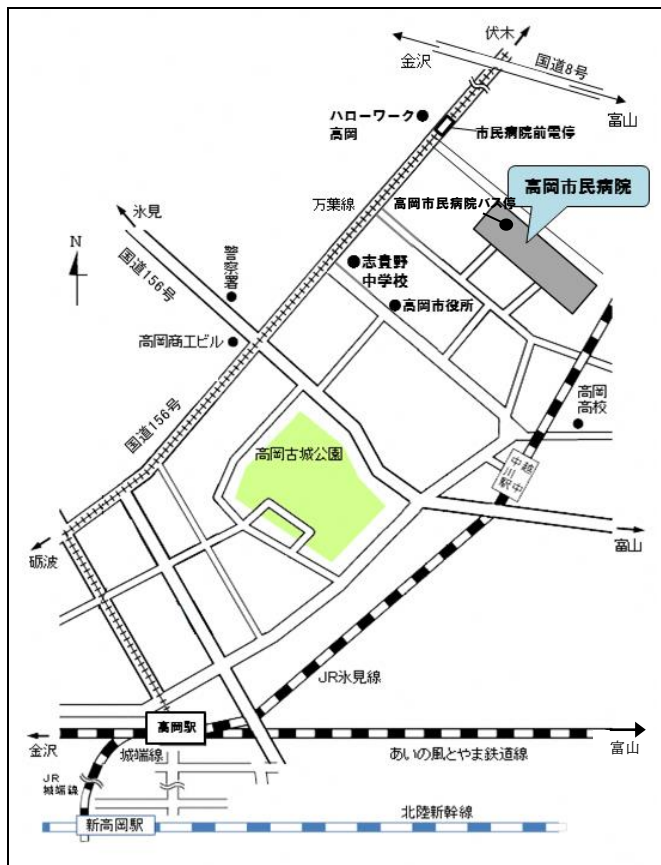 伏木
金沢
国道8号
富山
ハローワーク
高岡
市民病院前電停
高岡市民病院
高岡市民病院バス停
万葉線
氷見
N
国道156号
警察署
志貴野
中学校
高岡市役所
高岡商工ビル
国道156号
高岡
高校
高岡古城公園
越中
中川駅
砺波
富山
JR氷見線
高岡駅
金沢
城端線
あいの風とやま鉄道線
富山
JR
城端線
北陸新幹線
新高岡駅